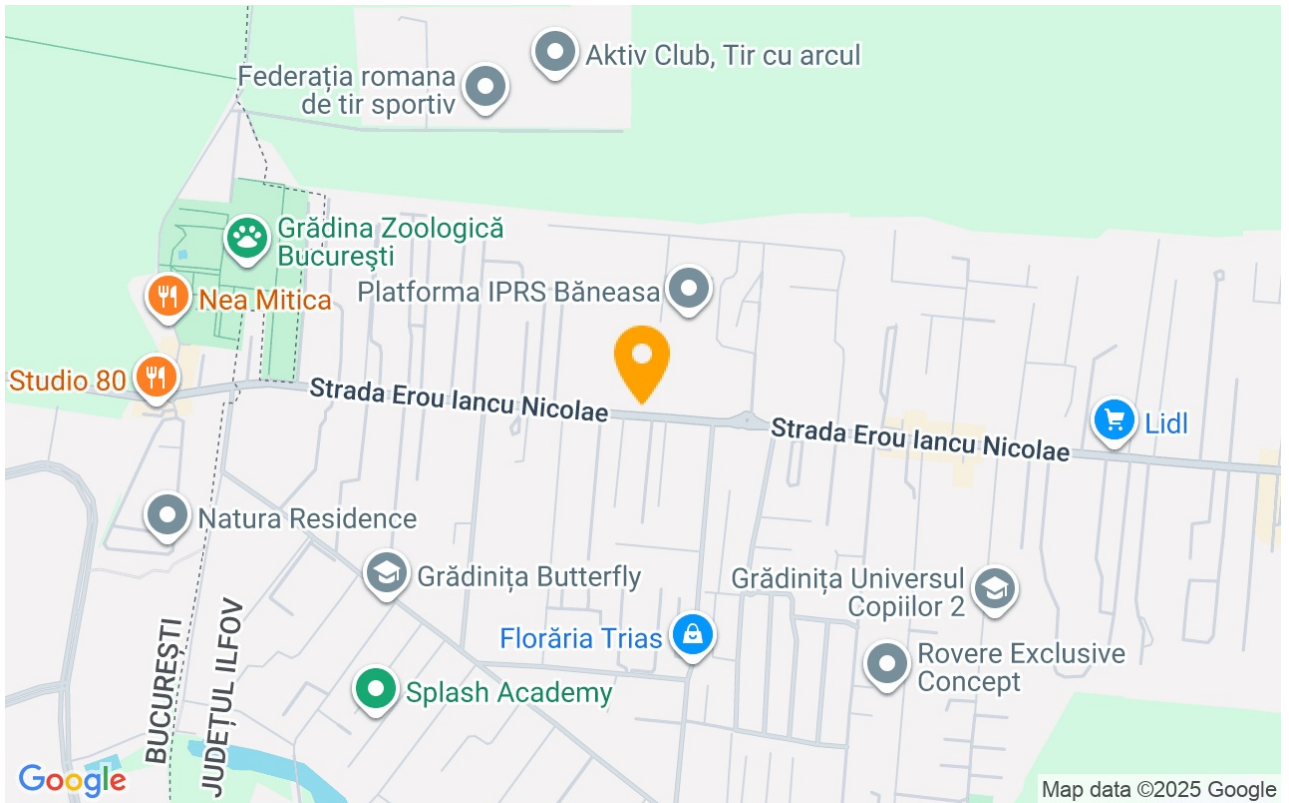 Aktiv Club, Tir cu arcul
Federația romana
de tir sportiv
Grădina Zoologică
București
Nea Mitica
Platforma IPRS Băneasa
Studio 80
Strada Erou Iancu Nicolae
Strada Erou Iancu Nicolae
Lidl
Natura Residence
Grădinița Butterfly
Grădinița Universul
Copiilor 2
Florăria Trias
Rovere Exclusive
Concept
Splash Academy
BUCUREȘTI
JUDEȚUL ILFOV
Google
Map data ©2025 Google